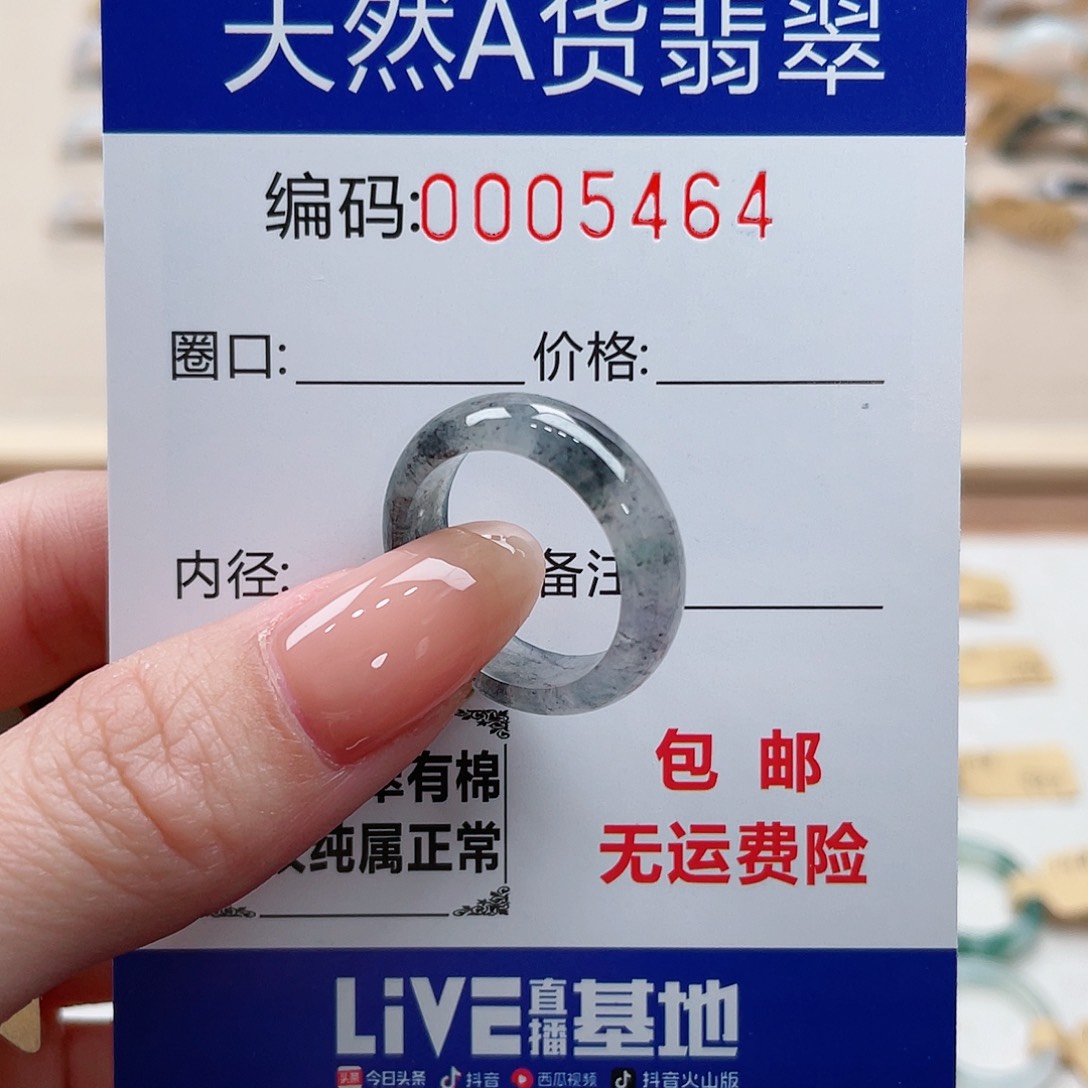 天然A货翡翠
编码:0005464
圈口: 价格:
内径: 备注
有棉
纯属正常
包 邮
无运费险
LiVE直播基地
头条 今日头条 抖音 西瓜视频 抖音火山版